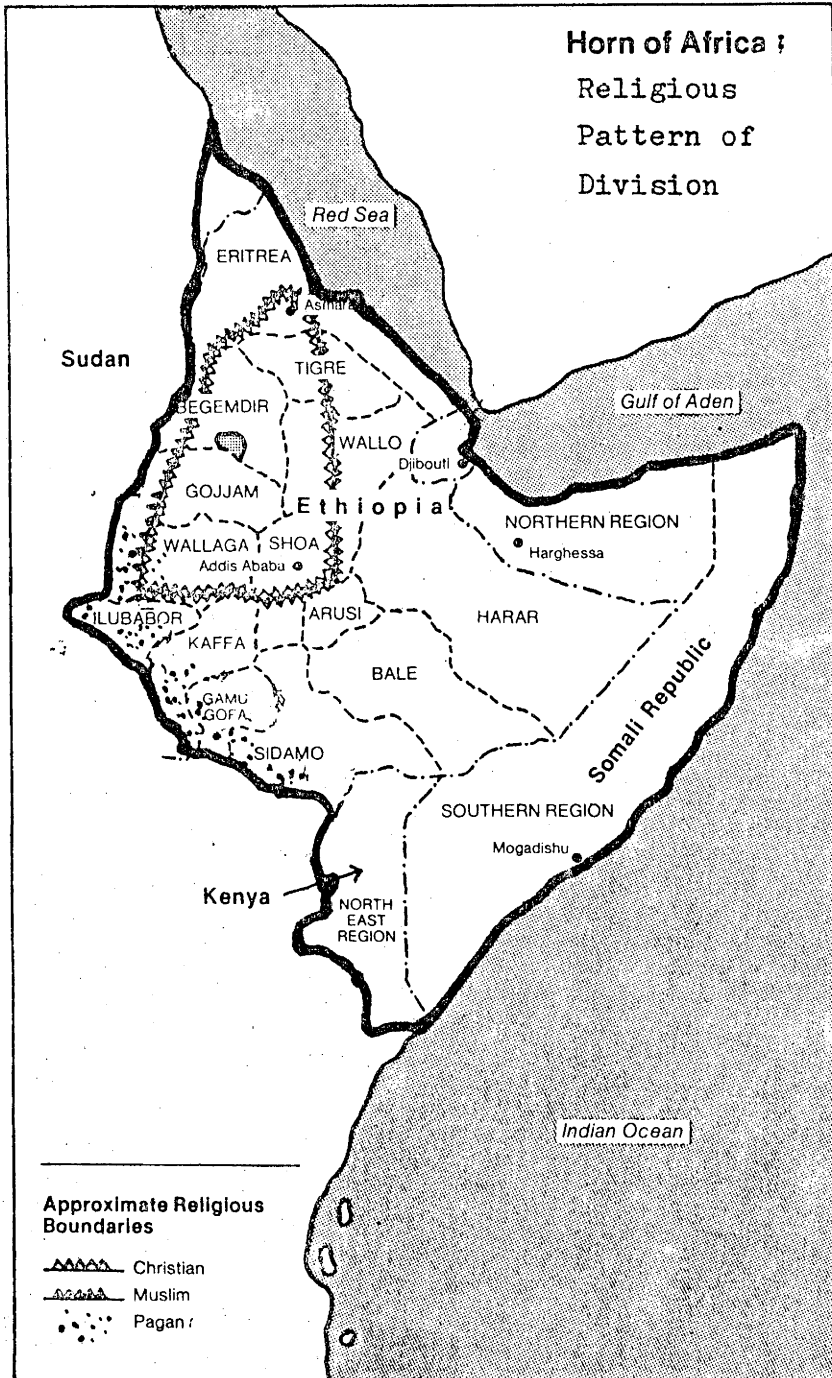 Horn of Africa :
Religious
Pattern of
Division
Red Sea
ERITREA
Asmara
Sudan
TIGRE
Gulf of Aden
BEGEMDIR
WALLO
Djibouti
GOJJAM
Ethiopia
NORTHERN REGION
WALLAGA
SHOA
Harghessa
Addis Ababa
ILUBABOR
ARUSI
HARAR
KAFFA
BALE
Somali Republic
GAMU
GOFA
SIDAMO
SOUTHERN REGION
Mogadishu
Kenya
NORTH
EAST
REGION
Indian Ocean
Approximate Religious
Boundaries
Christian
Muslim
Pagan